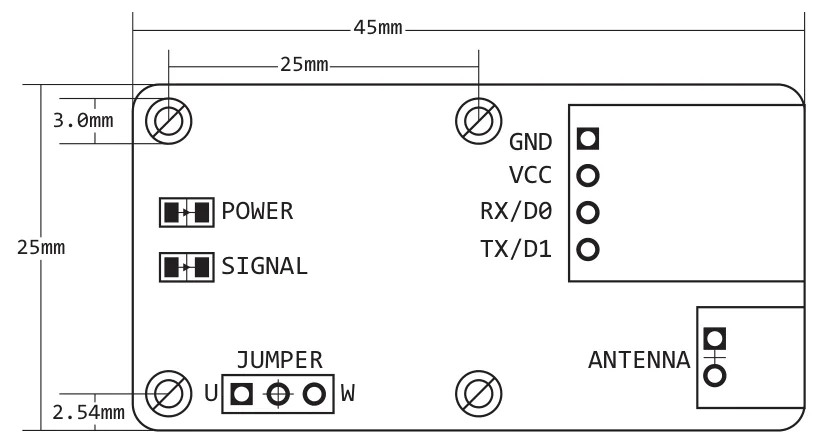 45mm
25mm
3.0mm
GND
VCC
POWER
RX/D0
25mm
TX/D1
SIGNAL
JUMPER
ANTENNA
U
W
2.54mm